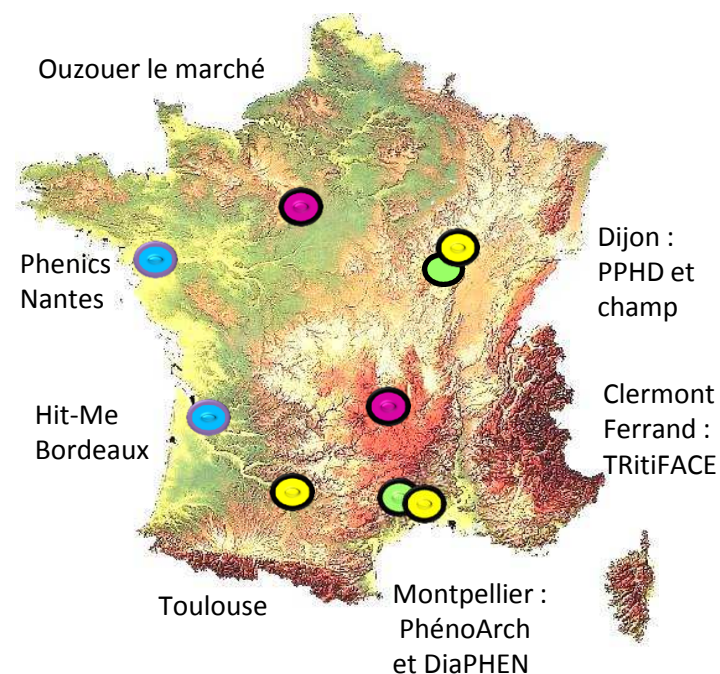 Ouzouer le marché
Phenics
Nantes
Dijon :
PPHD et
champ
Hit-Me
Bordeaux
Clermont
Ferrand :
TRitiFACE
Toulouse
Montpellier :
PhénoArch
et DiaPHEN